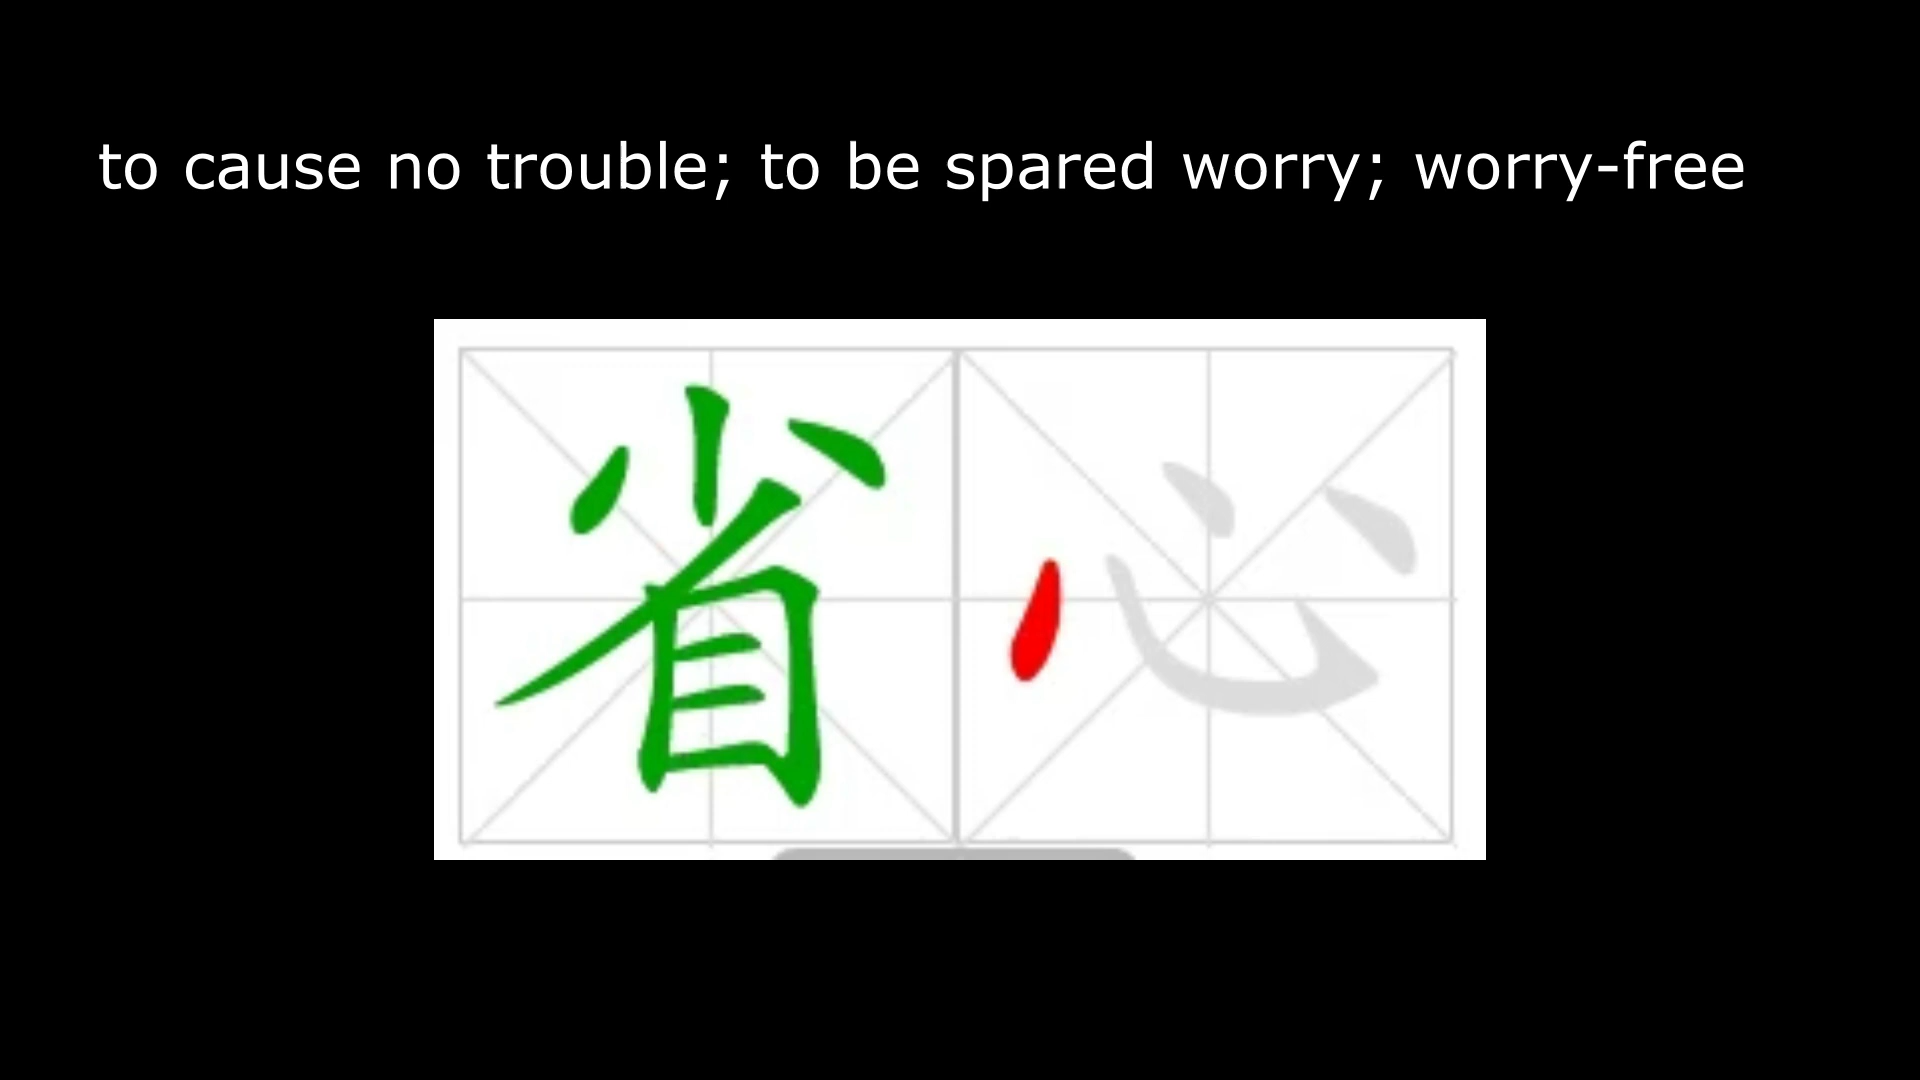 to cause no trouble; to be spared worry; worry-free
省心